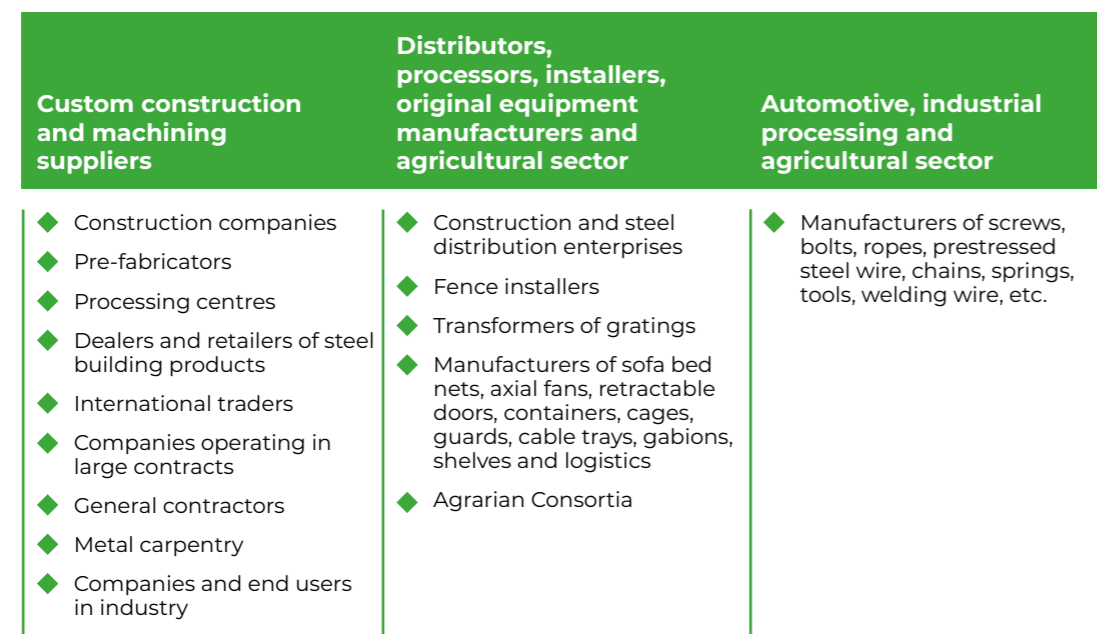 Custom construction
and machining
suppliers
Distributors,
processors, installers,
original equipment
manufacturers and
agricultural sector
Automotive, industrial
processing and
agricultural sector
Construction companies
Pre-fabricators
Processing centres
Dealers and retailers of steel
building products
International traders
Companies operating in
large contracts
General contractors
Metal carpentry
Companies and end users
in industry
Construction and steel
distribution enterprises
Fence installers
Transformers of gratings
Manufacturers of sofa bed
nets, axial fans, retractable
doors, containers, cages,
guards, cable trays, gabions,
shelves and logistics
Agrarian Consortia
Manufacturers of screws,
bolts, ropes, prestressed
steel wire, chains, springs,
tools, welding wire, etc.